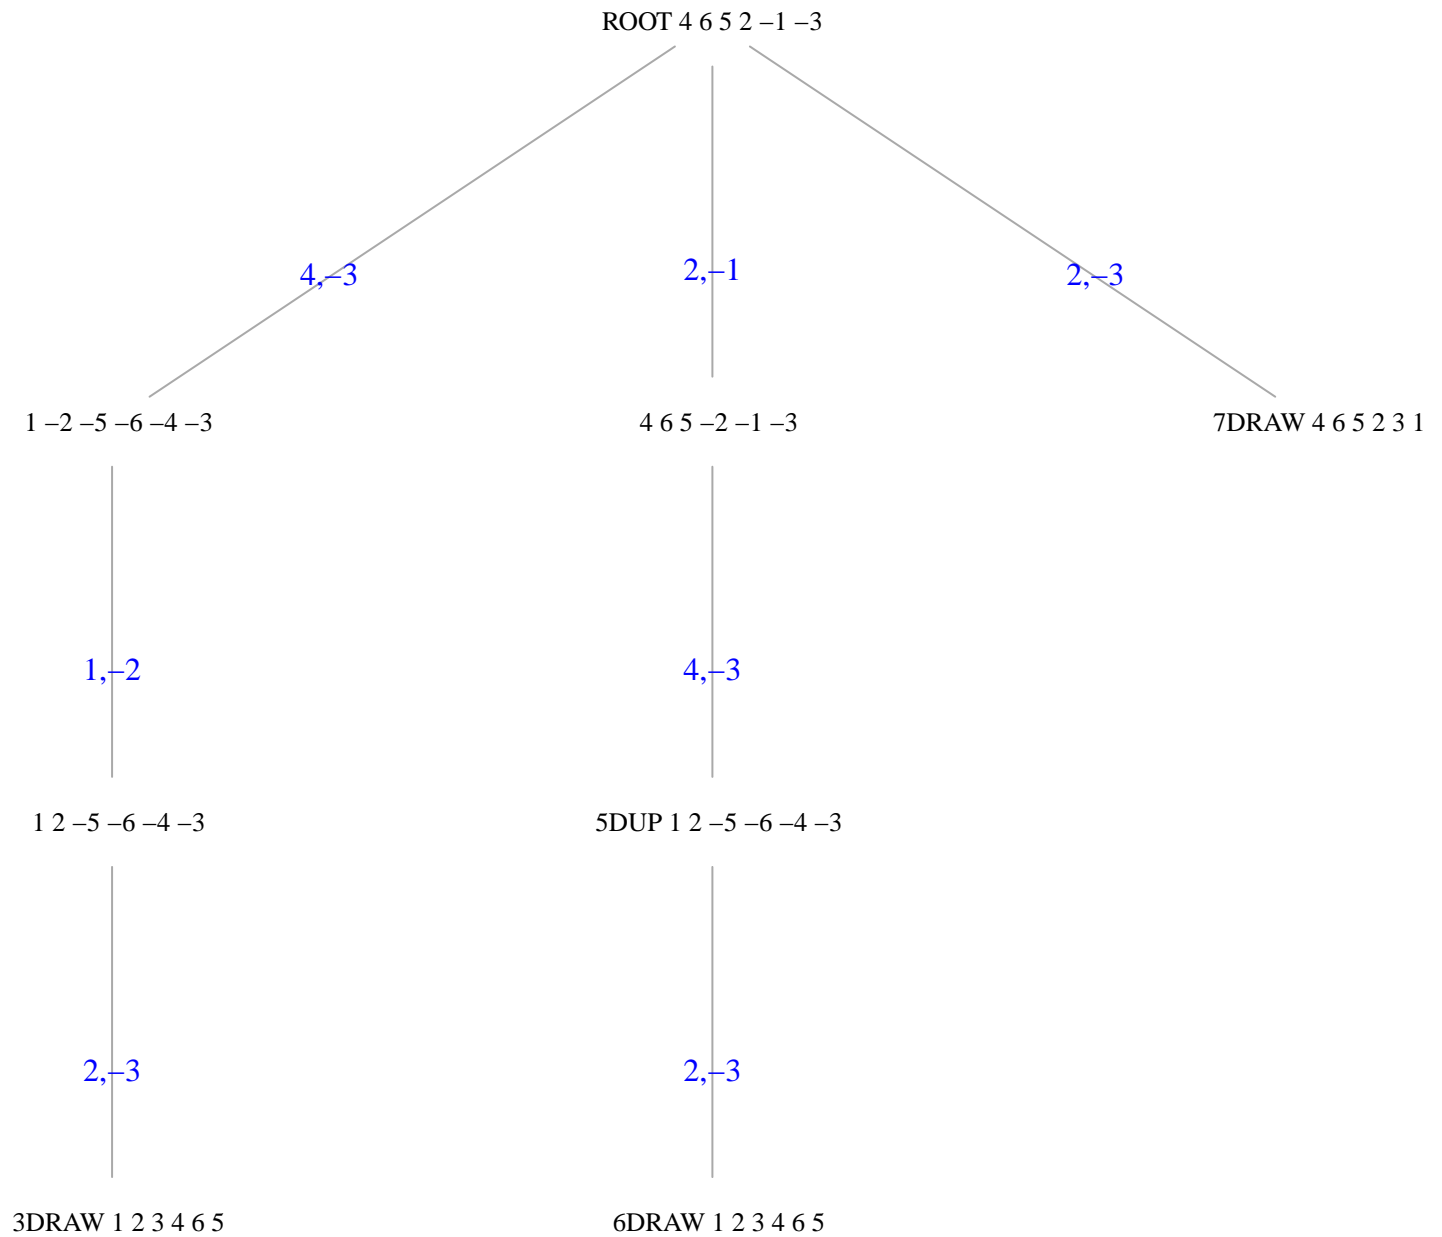 ROOT 4 6 5 2 –1 –3
4,–3
2,–1
2,–3
1 –2 –5 –6 –4 –3
4 6 5 –2 –1 –3
7DRAW 4 6 5 2 3 1
1,–2
4,–3
1 2 –5 –6 –4 –3
5DUP 1 2 –5 –6 –4 –3
2,–3
2,–3
3DRAW 1 2 3 4 6 5
6DRAW 1 2 3 4 6 5